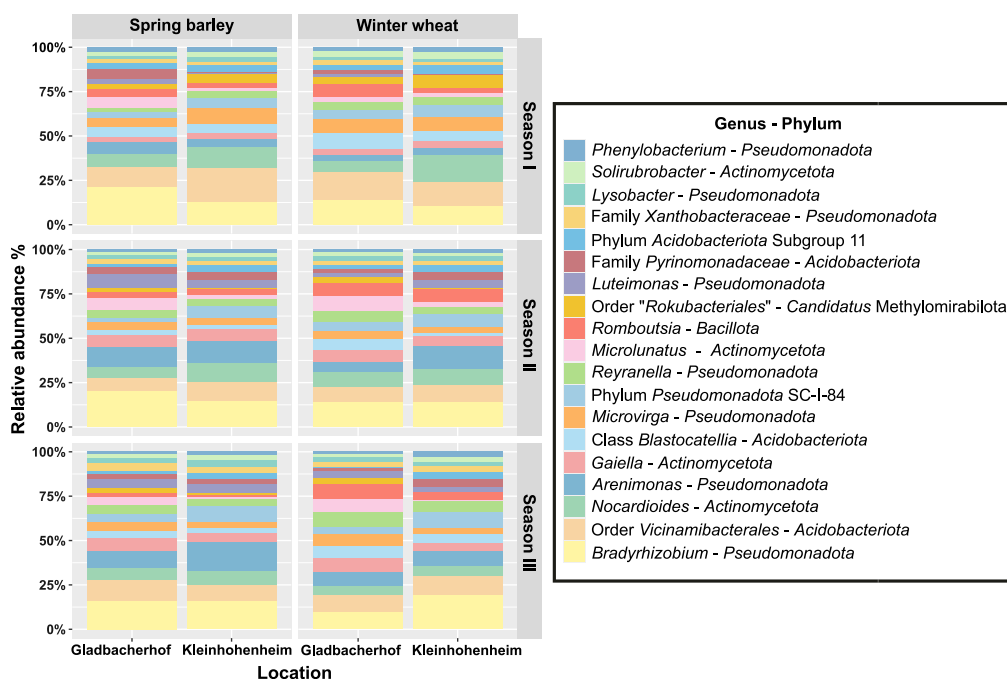 Spring barley
Winter wheat
100%
75%
50%
25%
0%
Season I
100%
75%
50%
25%
0%
Season II
100%
75%
50%
25%
0%
Season III
Relative abundance %
Gladbacherhof
Kleinhohenheim
Gladbacherhof
Kleinhohenheim
Location
Genus - Phylum
Phenylobacterium - Pseudomonadota
Solirubrobacter - Actinomycetota
Lysobacter - Pseudomonadota
Family Xanthobacteraceae - Pseudomonadota
Phylum Acidobacteriota Subgroup 11
Family Pyrinomonadaceae - Acidobacteriota
Luteimonas - Pseudomonadota
Order "Rokubacteriales" - Candidatus Methylomirabilota
Romboutsia - Bacillota
Microlunatus - Actinomycetota
Reyranella - Pseudomonadota
Phylum Pseudomonadota SC-I-84
Microvirga - Pseudomonadota
Class Blastocatellia - Acidobacteriota
Gaiella - Actinomycetota
Arenimonas - Pseudomonadota
Nocardioides - Actinomycetota
Order Vicinamibacterales - Acidobacteriota
Bradyrhizobium - Pseudomonadota